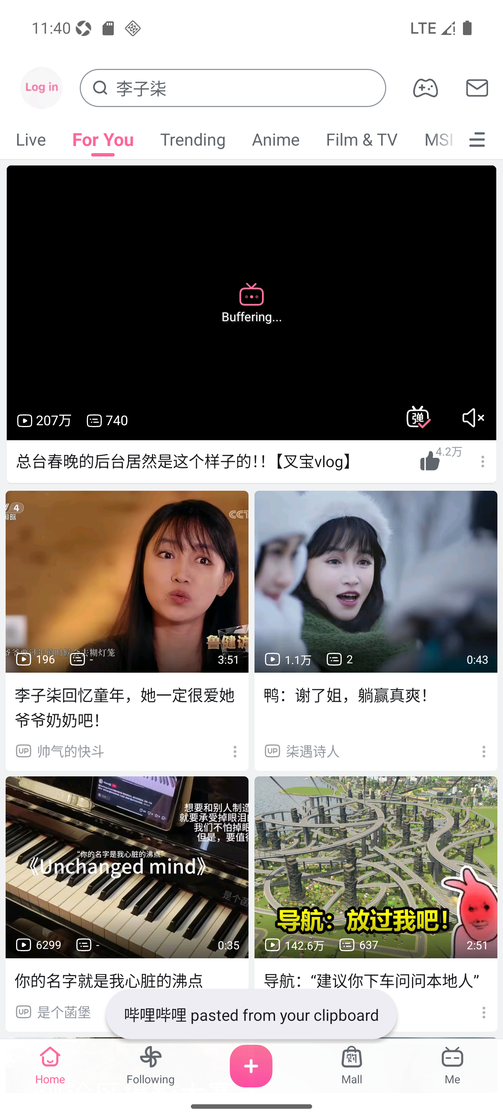 11:40
LTE
Log in
李子柒
Live
For You
Trending
Anime
Film & TV
Buffering...
207万
740
弹
总台春晚的后台居然是这个样子的!!【叉宝vlog】
4.2万
4
CCT
鲁健访
196
-
3:51
1.1万
2
0:43
李子柒回忆童年，她一定很爱她
爷爷奶奶吧！
鸭：谢了姐，躺赢真爽！
UP 帅气的快斗
UP 柒遇诗人
想要和别人制造
就要承受掉眼泪的
我们不怕掉眼
但是，要值得
“你的名字是我心脏的沸点”
《Unchanged mind》
是个菡
6299
-
0:35
导航：放过我吧！
142.6万
637
2:51
你的名字就是我心脏的沸点
导航：“建议你下车问问本地人”
UP 是个菡堡
哔哩哔哩 pasted from your clipboard
Home
Following
Mall
Me